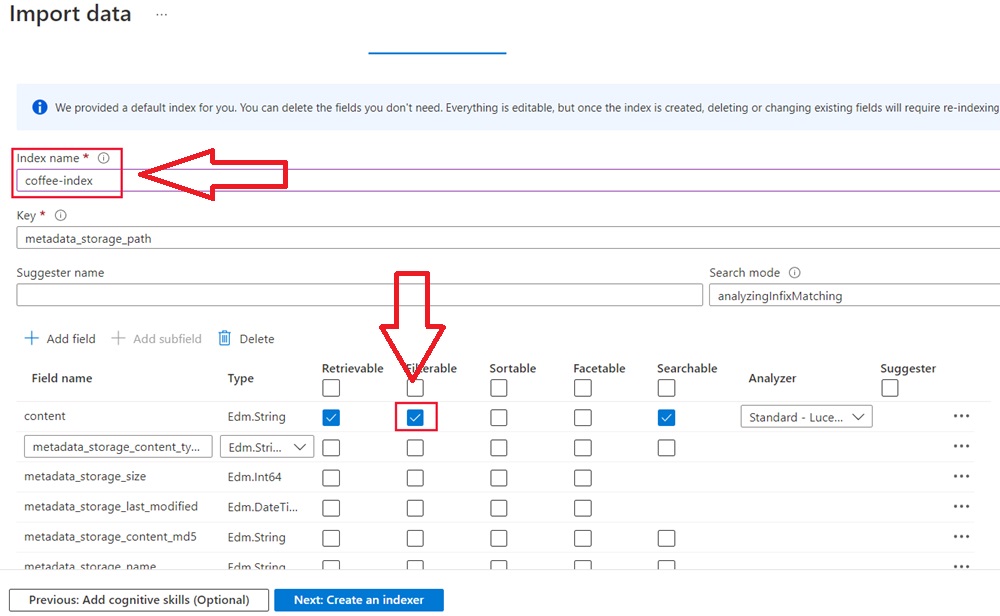 Import data ...
We provided a default index for you. You can delete the fields you don't need. Everything is editable, but once the index is created, deleting or changing existing fields will require re-indexing
Index name *
coffee-index
Key *
metadata_storage_path
Suggester name Search mode
analyzingInfixMatching
Add field Add subfield Delete
Field name Type Retrievable Filterable Sortable Facetable Searchable Analyzer Suggester
content Edm.String Standard - Luce... ...
metadata_storage_content_ty... Edm.Stri... ...
metadata_storage_size Edm.Int64 ...
metadata_storage_last_modified Edm.DateTi... ...
metadata_storage_content_md5 Edm.String ...
metadata_storage_name Edm.String ...
Previous: Add cognitive skills (Optional) Next: Create an indexer